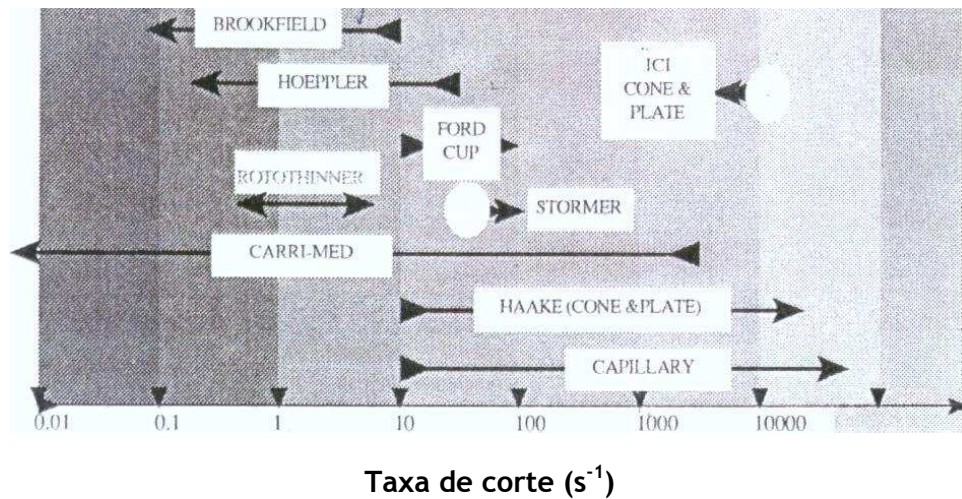 BROOKFIELD
HOEPPLER
ICI
CONE &
PLATE
FORD
CUP
ROTOTHINNER
STORMER
CARRI-MED
HAAKE (CONE &PLATE)
CAPILLARY
0.01 0.1 1 10 100 1000 10000
Taxa de corte (s⁻¹)